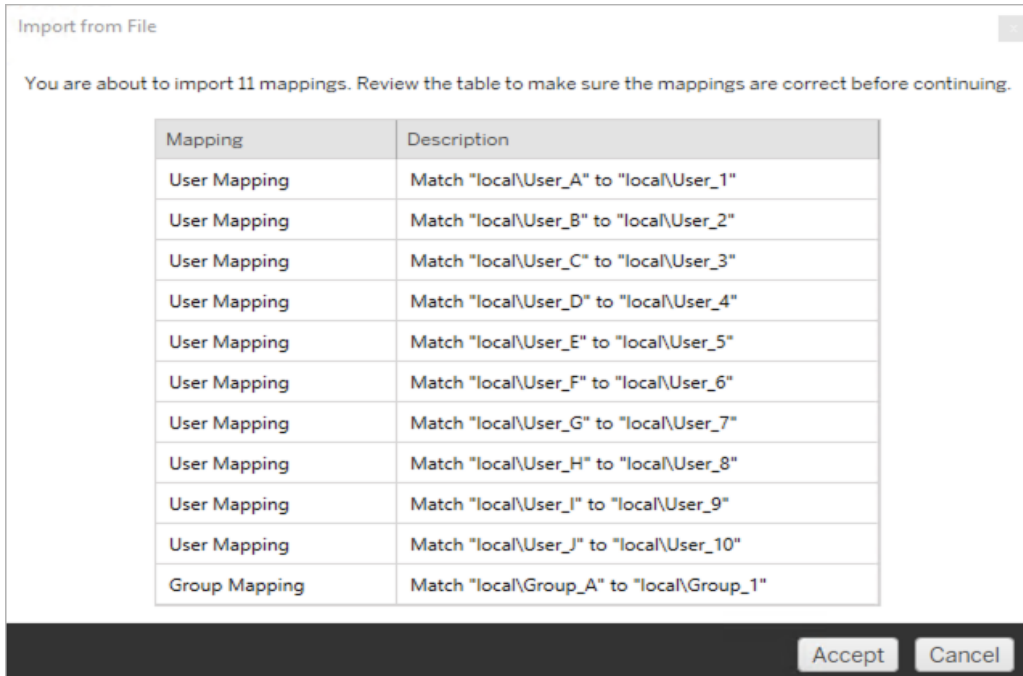 Import from File
x
You are about to import 11 mappings. Review the table to make sure the mappings are correct before continuing.
Mapping Description
User Mapping Match "local\User_A" to "local\User_1"
User Mapping Match "local\User_B" to "local\User_2"
User Mapping Match "local\User_C" to "local\User_3"
User Mapping Match "local\User_D" to "local\User_4"
User Mapping Match "local\User_E" to "local\User_5"
User Mapping Match "local\User_F" to "local\User_6"
User Mapping Match "local\User_G" to "local\User_7"
User Mapping Match "local\User_H" to "local\User_8"
User Mapping Match "local\User_I" to "local\User_9"
User Mapping Match "local\User_J" to "local\User_10"
Group Mapping Match "local\Group_A" to "local\Group_1"
Accept Cancel